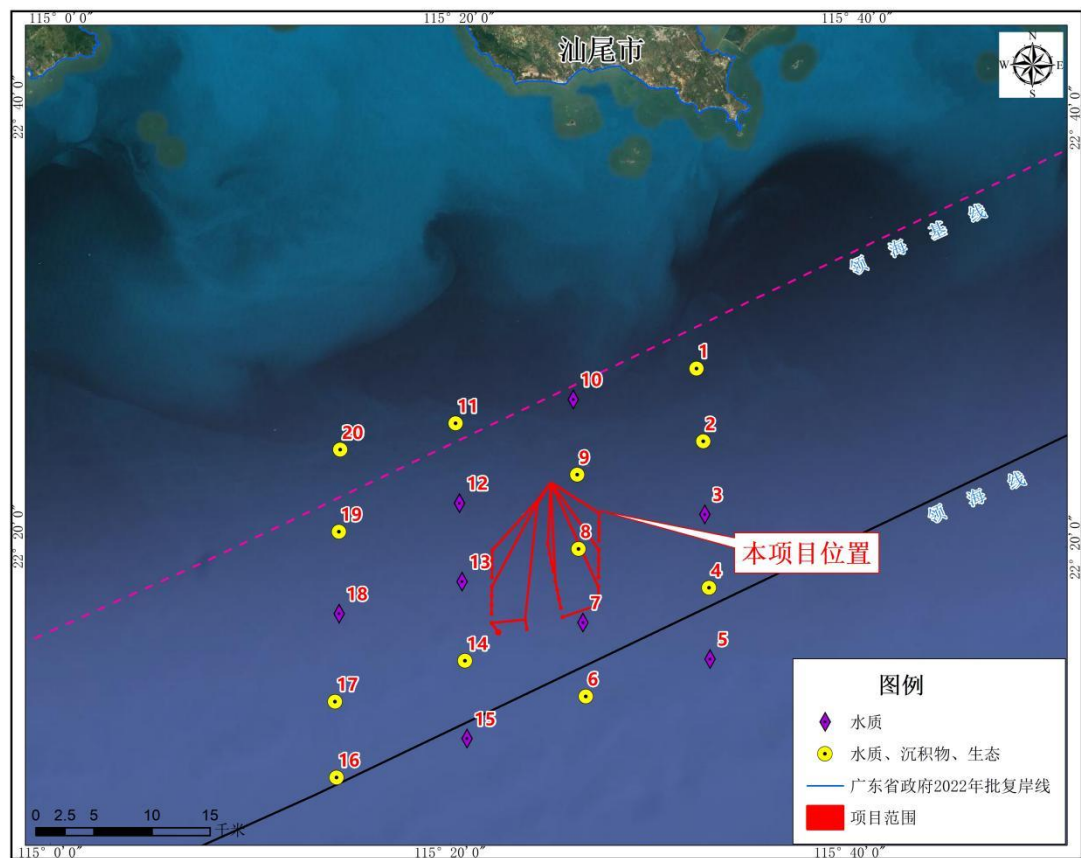 115° 0′0″
115° 20′0″
115° 40′0″
汕尾市
N
W
E
S
22° 40′0″
22° 40′0″
领海基线
1
10
11
2
20
9
领海线
12
3
19
8
本项目位置
22° 20′0″
22° 20′0″
13
4
18
7
14
5
6
17
15
16
图例
水质
水质、沉积物、生态
广东省政府2022年批复岸线
项目范围
0 2.5 5 10 15
千米
115° 0′0″
115° 20′0″
115° 40′0″